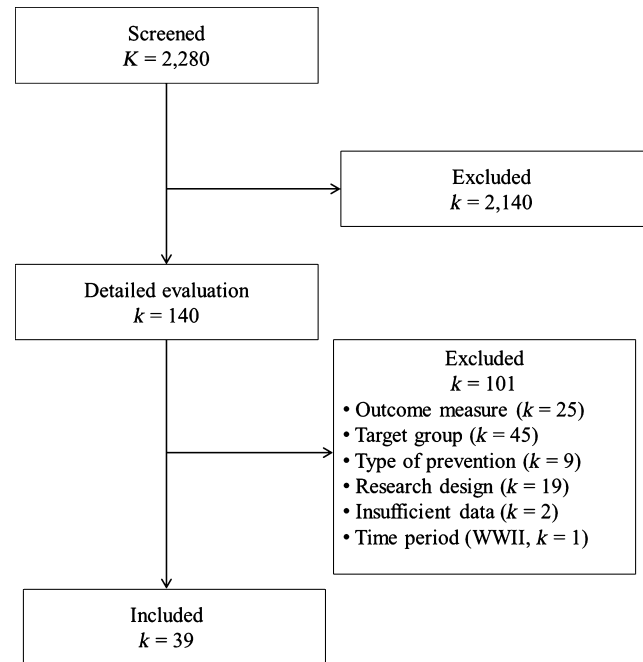 Screened
K = 2,280
Excluded
k = 2,140
Detailed evaluation
k = 140
Excluded
k = 101
• Outcome measure (k = 25)
• Target group (k = 45)
• Type of prevention (k = 9)
• Research design (k = 19)
• Insufficient data (k = 2)
• Time period (WWII, k = 1)
Included
k = 39